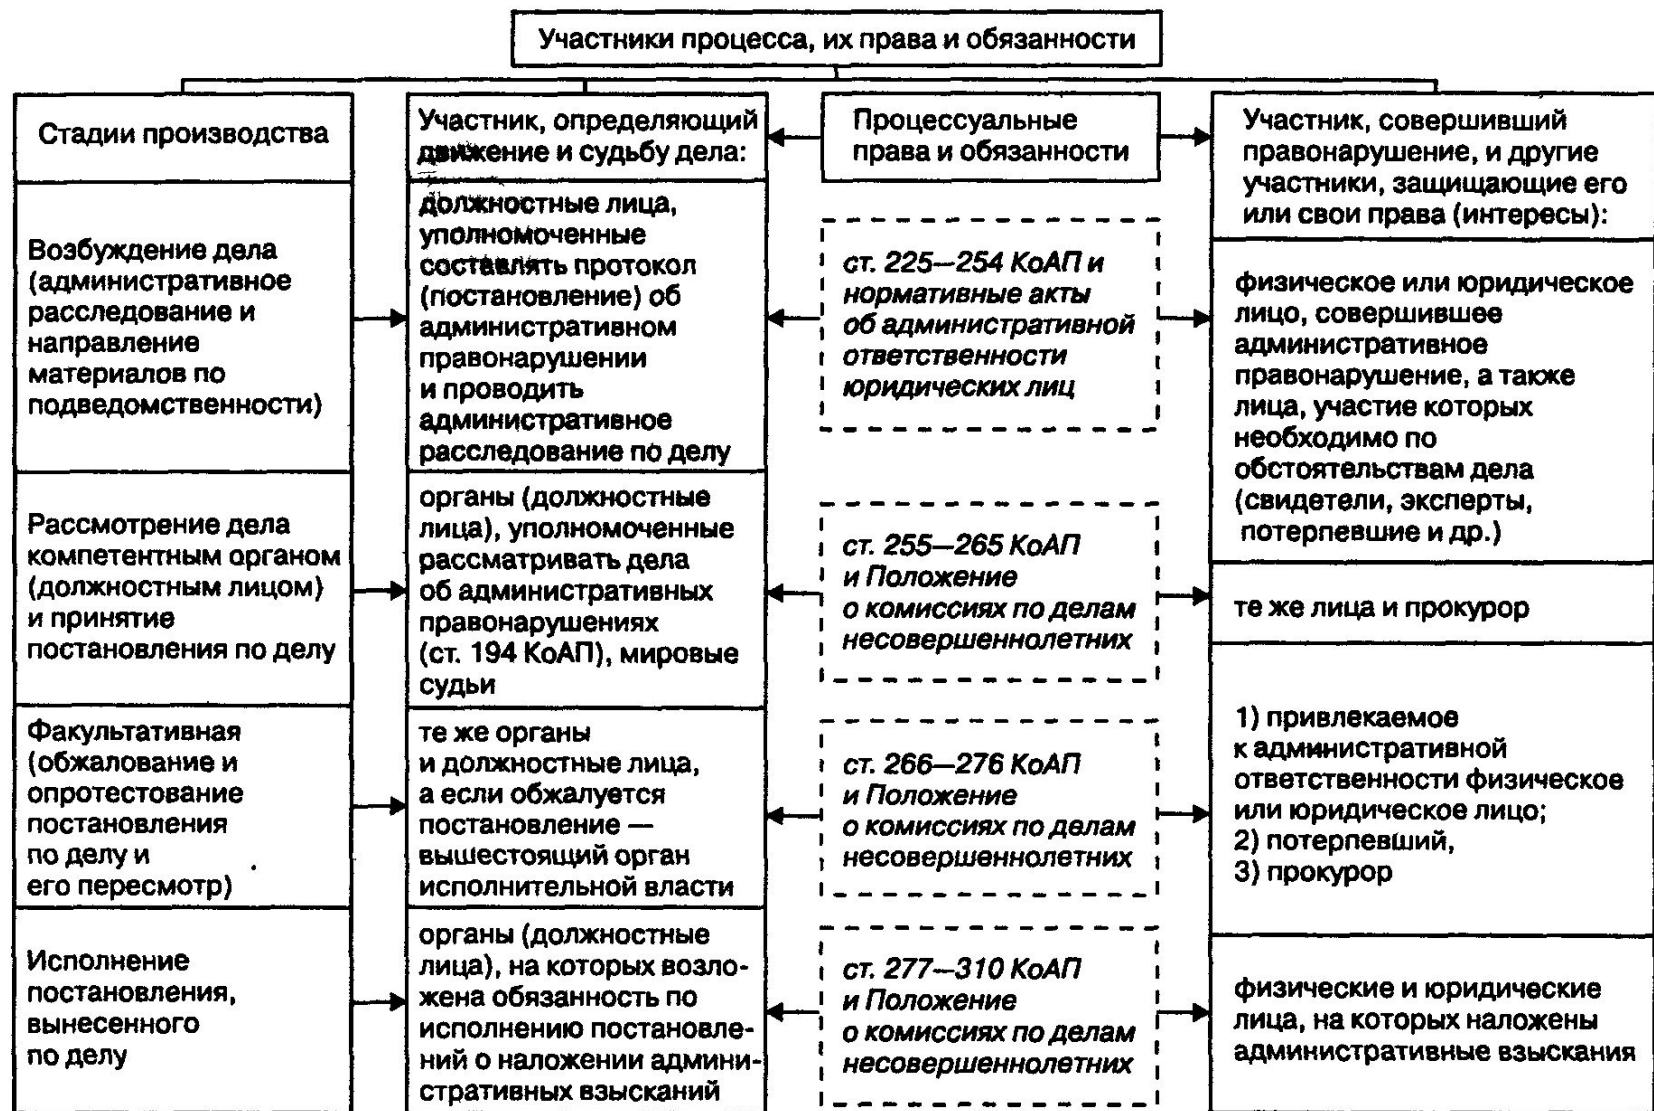 Участники процесса, их права и обязанности
Стадии производства
Участник, определяющий
движение и судьбу дела:
Процессуальные
права и обязанности
Участник, совершивший
правонарушение, и другие
участники, защищающие его
или свои права (интересы):
Возбуждение дела
(административное
расследование и
направление
материалов по
подведомственности)
должностные лица,
уполномоченные
составлять протокол
(постановление) об
административном
правонарушении
и проводить
административное
расследование по делу
ст. 225—254 КоАП и
нормативные акты
об административной
ответственности
юридических лиц
физическое или юридическое
лицо, совершившее
административное
правонарушение, а также
лица, участие которых
необходимо по
обстоятельствам дела
(свидетели, эксперты,
потерпевшие и др.)
Рассмотрение дела
компетентным органом
(должностным лицом)
и принятие
постановления по делу
органы (должностные
лица), уполномоченные
рассматривать дела
об административных
правонарушениях
(ст. 194 КоАП), мировые
судьи
ст. 255—265 КоАП
и Положение
о комиссиях по делам
несовершеннолетних
те же лица и прокурор
Факультативная
(обжалование и
опротестование
постановления
по делу и
его пересмотр)
те же органы
и должностные лица,
а если обжалуется
постановление —
вышестоящий орган
исполнительной власти
ст. 266—276 КоАП
и Положение
о комиссиях по делам
несовершеннолетних
1) привлекаемое
к административной
ответственности физическое
или юридическое лицо;
2) потерпевший,
3) прокурор
Исполнение
постановления,
вынесенного
по делу
органы (должностные
лица), на которых возло-
жена обязанность по
исполнению постановле-
ний о наложении админи-
стративных взысканий
ст. 277—310 КоАП
и Положение
о комиссиях по делам
несовершеннолетних
физические и юридические
лица, на которых наложены
административные взыскания